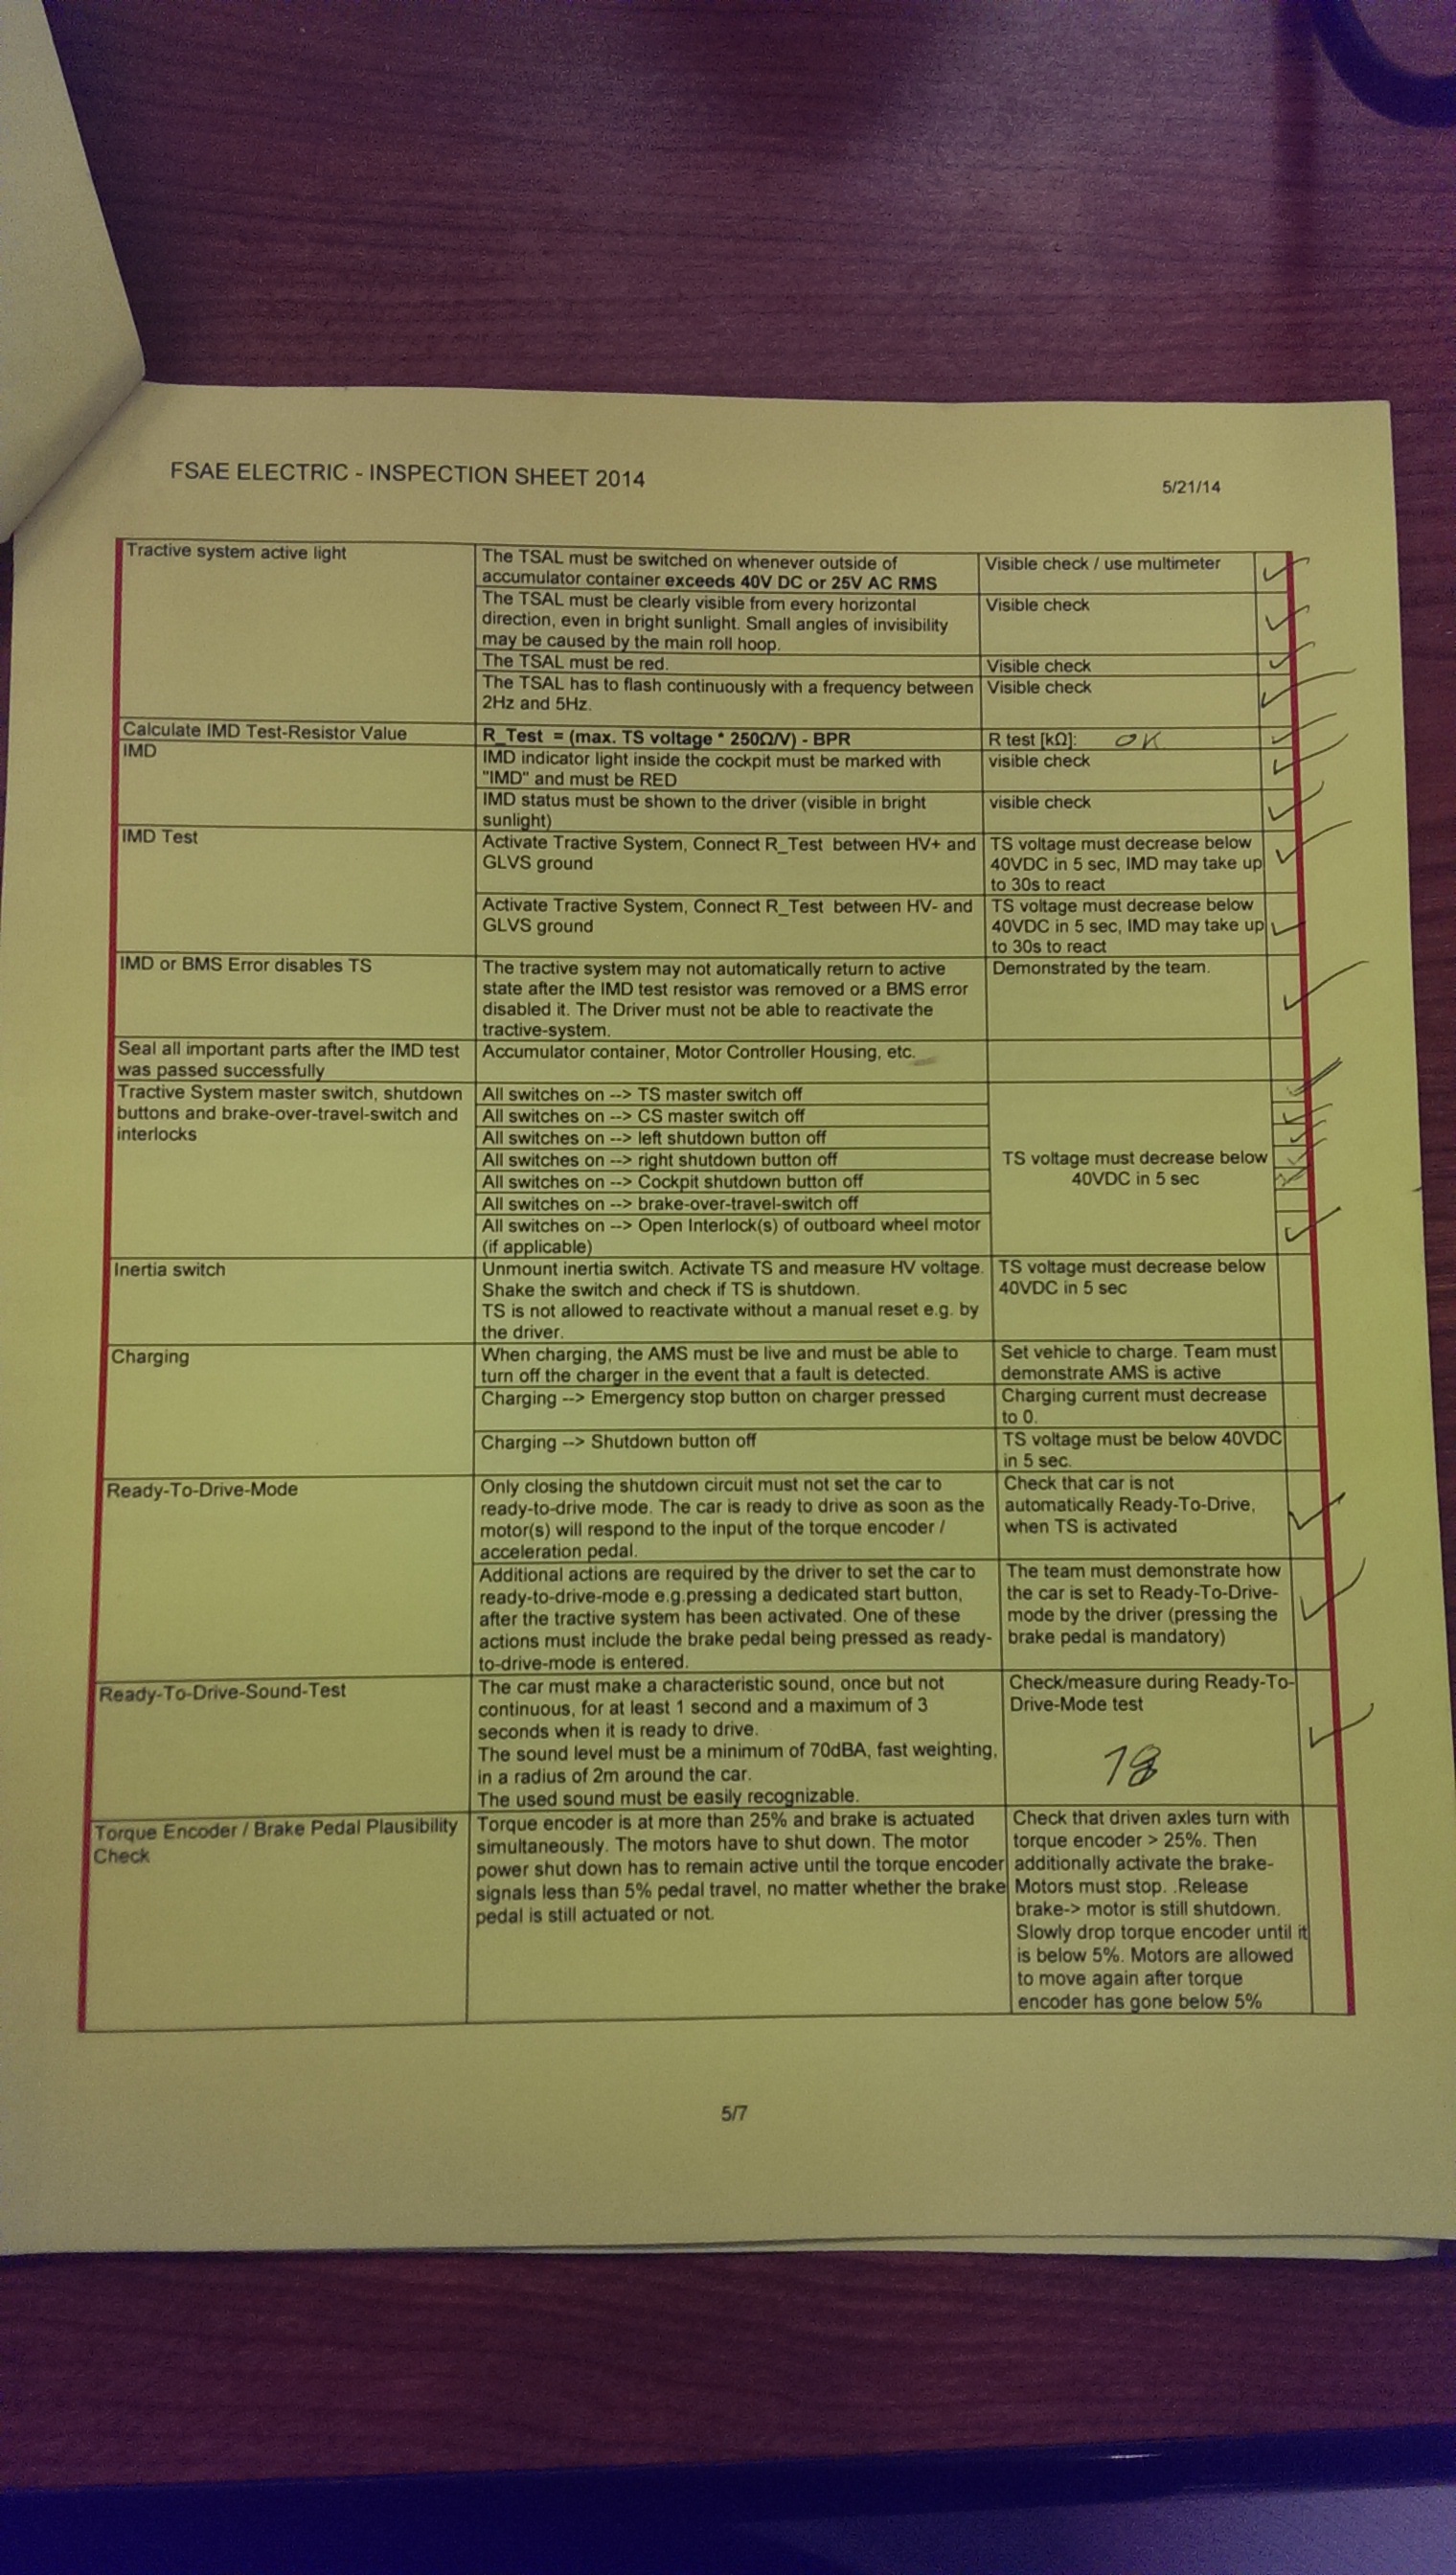 FSAE ELECTRIC - INSPECTION SHEET 2014
5/21/14
Tractive system active light
The TSAL must be switched on whenever outside of
accumulator container exceeds 40V DC or 25V AC RMS
Visible check / use multimeter
The TSAL must be clearly visible from every horizontal
direction, even in bright sunlight. Small angles of invisibility
may be caused by the main roll hoop.
Visible check
The TSAL must be red.
Visible check
The TSAL has to flash continuously with a frequency between
2Hz and 5Hz.
Visible check
Calculate IMD Test-Resistor Value
R_Test = (max. TS voltage * 250Ω/V) - BPR
R test [kΩ]: OK
IMD
IMD indicator light inside the cockpit must be marked with
"IMD" and must be RED
visible check
IMD status must be shown to the driver (visible in bright
sunlight)
visible check
IMD Test
Activate Tractive System, Connect R_Test between HV+ and
GLVS ground
TS voltage must decrease below
40VDC in 5 sec, IMD may take up
to 30s to react
Activate Tractive System, Connect R_Test between HV- and
GLVS ground
TS voltage must decrease below
40VDC in 5 sec, IMD may take up
to 30s to react
IMD or BMS Error disables TS
The tractive system may not automatically return to active
state after the IMD test resistor was removed or a BMS error
disabled it. The Driver must not be able to reactivate the
tractive-system.
Demonstrated by the team.
Seal all important parts after the IMD test
was passed successfully
Accumulator container, Motor Controller Housing, etc.
Tractive System master switch, shutdown
buttons and brake-over-travel-switch and
interlocks
All switches on --> TS master switch off
All switches on --> CS master switch off
All switches on --> left shutdown button off
All switches on --> right shutdown button off
All switches on --> Cockpit shutdown button off
All switches on --> brake-over-travel-switch off
All switches on --> Open Interlock(s) of outboard wheel motor
(if applicable)
TS voltage must decrease below
40VDC in 5 sec
Inertia switch
Unmount inertia switch. Activate TS and measure HV voltage.
Shake the switch and check if TS is shutdown.
TS is not allowed to reactivate without a manual reset e.g. by
the driver.
TS voltage must decrease below
40VDC in 5 sec
Charging
When charging, the AMS must be live and must be able to
turn off the charger in the event that a fault is detected.
Set vehicle to charge. Team must
demonstrate AMS is active
Charging --> Emergency stop button on charger pressed
Charging current must decrease
to 0.
Charging --> Shutdown button off
TS voltage must be below 40VDC
in 5 sec.
Ready-To-Drive-Mode
Only closing the shutdown circuit must not set the car to
ready-to-drive mode. The car is ready to drive as soon as the
motor(s) will respond to the input of the torque encoder /
acceleration pedal.
Check that car is not
automatically Ready-To-Drive,
when TS is activated
Additional actions are required by the driver to set the car to
ready-to-drive-mode e.g.pressing a dedicated start button,
after the tractive system has been activated. One of these
actions must include the brake pedal being pressed as ready-
to-drive-mode is entered.
The team must demonstrate how
the car is set to Ready-To-Drive-
mode by the driver (pressing the
brake pedal is mandatory)
Ready-To-Drive-Sound-Test
The car must make a characteristic sound, once but not
continuous, for at least 1 second and a maximum of 3
seconds when it is ready to drive.
The sound level must be a minimum of 70dBA, fast weighting,
in a radius of 2m around the car.
The used sound must be easily recognizable.
Check/measure during Ready-To-
Drive-Mode test
78
Torque Encoder / Brake Pedal Plausibility
Check
Torque encoder is at more than 25% and brake is actuated
simultaneously. The motors have to shut down. The motor
power shut down has to remain active until the torque encoder
signals less than 5% pedal travel, no matter whether the brake
pedal is still actuated or not.
Check that driven axles turn with
torque encoder > 25%. Then
additionally activate the brake-
Motors must stop. .Release
brake-> motor is still shutdown.
Slowly drop torque encoder until it
is below 5%. Motors are allowed
to move again after torque
encoder has gone below 5%
5/7